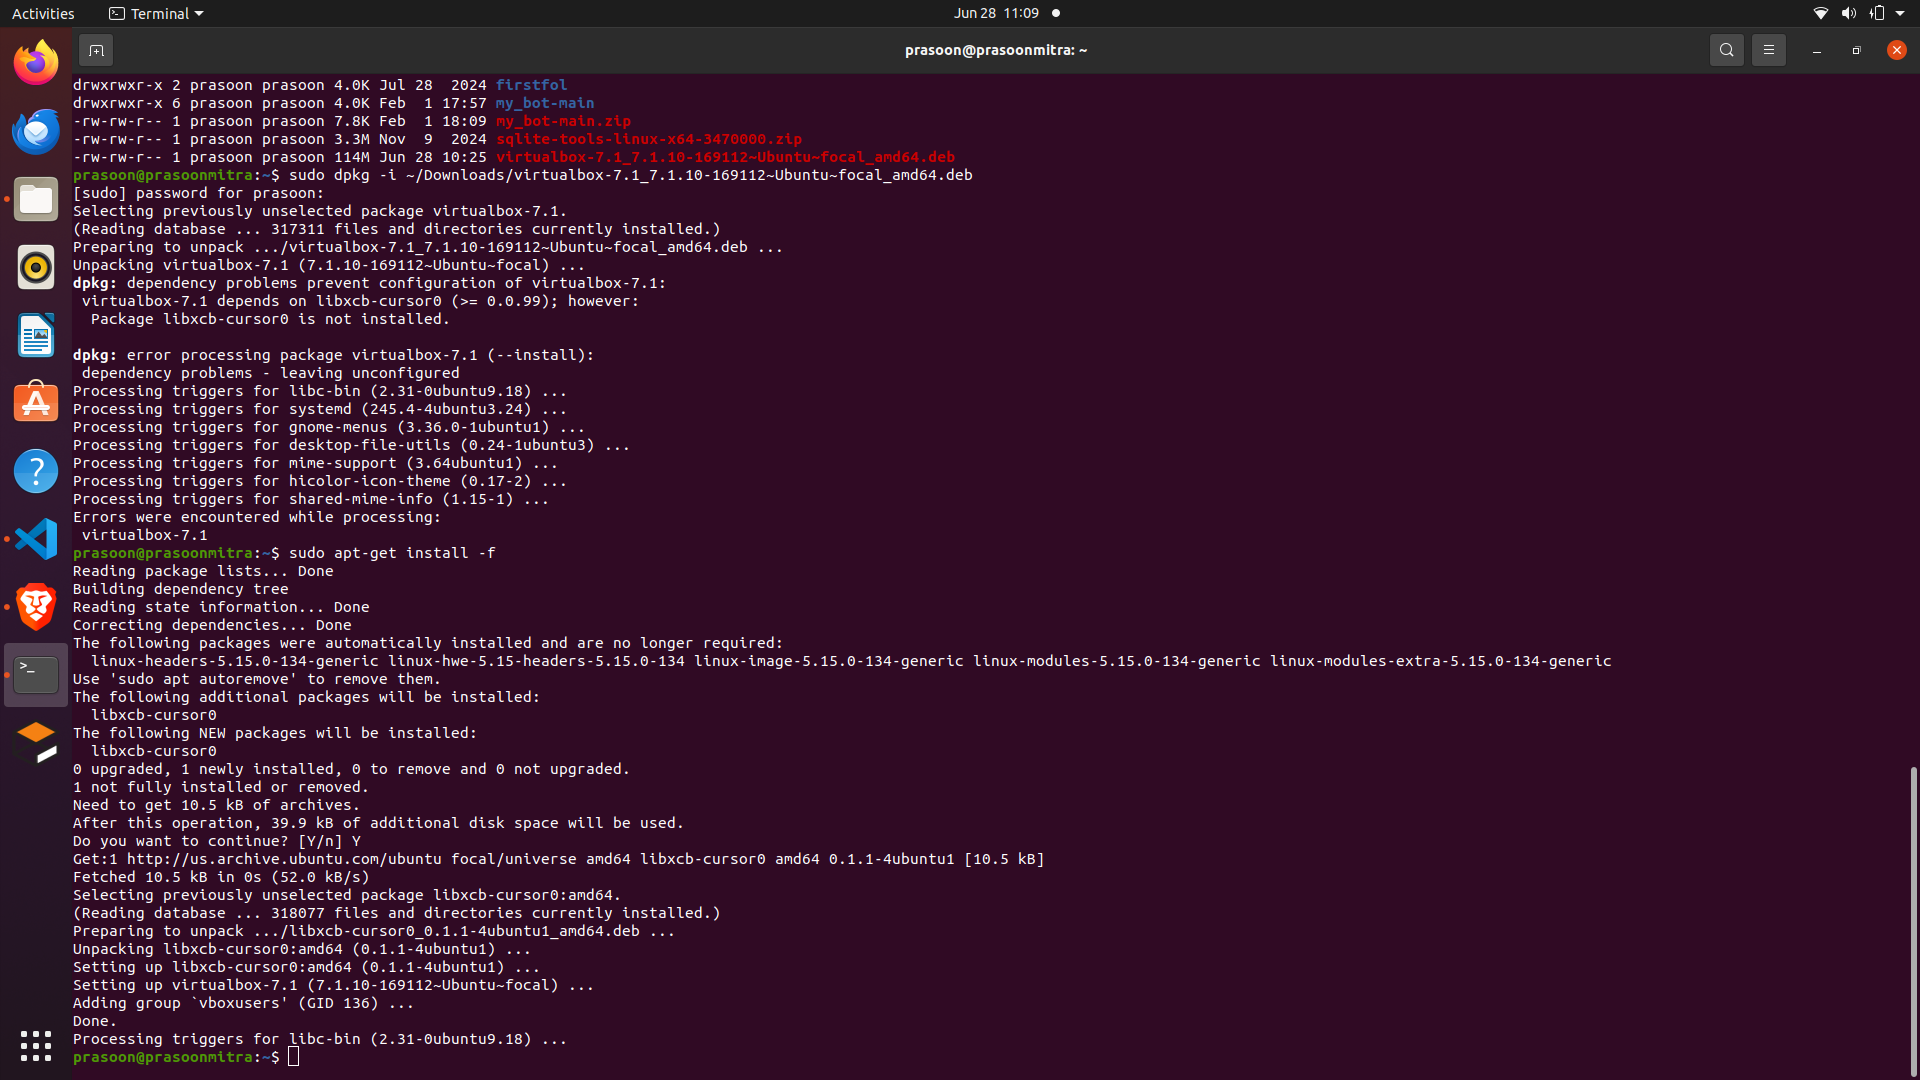 Activities
Terminal
Jun 28 11:09
prasoon@prasoonmitra: ~
drwxrwxr-x 2 prasoon prasoon 4.0K Jul 28  2024 firstfol
drwxrwxr-x 6 prasoon prasoon 4.0K Feb  1 17:57 my_bot-main
-rw-rw-r-- 1 prasoon prasoon 7.8K Feb  1 18:09 my_bot-main.zip
-rw-rw-r-- 1 prasoon prasoon 3.3M Nov  9  2024 sqlite-tools-linux-x64-3470000.zip
-rw-rw-r-- 1 prasoon prasoon 114M Jun 28 10:25 virtualbox-7.1_7.1.10-169112~Ubuntu~focal_amd64.deb
prasoon@prasoonmitra:~$ sudo dpkg -i ~/Downloads/virtualbox-7.1_7.1.10-169112~Ubuntu~focal_amd64.deb
[sudo] password for prasoon:
Selecting previously unselected package virtualbox-7.1.
(Reading database ... 317311 files and directories currently installed.)
Preparing to unpack .../virtualbox-7.1_7.1.10-169112~Ubuntu~focal_amd64.deb ...
Unpacking virtualbox-7.1 (7.1.10-169112~Ubuntu~focal) ...
dpkg: dependency problems prevent configuration of virtualbox-7.1:
 virtualbox-7.1 depends on libxcb-cursor0 (>= 0.0.99); however:
  Package libxcb-cursor0 is not installed.
dpkg: error processing package virtualbox-7.1 (--install):
 dependency problems - leaving unconfigured
Processing triggers for libc-bin (2.31-0ubuntu9.18) ...
Processing triggers for systemd (245.4-4ubuntu3.24) ...
Processing triggers for gnome-menus (3.36.0-1ubuntu1) ...
Processing triggers for desktop-file-utils (0.24-1ubuntu3) ...
Processing triggers for mime-support (3.64ubuntu1) ...
Processing triggers for hicolor-icon-theme (0.17-2) ...
Processing triggers for shared-mime-info (1.15-1) ...
Errors were encountered while processing:
 virtualbox-7.1
prasoon@prasoonmitra:~$ sudo apt-get install -f
Reading package lists... Done
Building dependency tree
Reading state information... Done
Correcting dependencies... Done
The following packages were automatically installed and are no longer required:
  linux-headers-5.15.0-134-generic linux-hwe-5.15-headers-5.15.0-134 linux-image-5.15.0-134-generic linux-modules-5.15.0-134-generic linux-modules-extra-5.15.0-134-generic
Use 'sudo apt autoremove' to remove them.
The following additional packages will be installed:
  libxcb-cursor0
The following NEW packages will be installed:
  libxcb-cursor0
0 upgraded, 1 newly installed, 0 to remove and 0 not upgraded.
1 not fully installed or removed.
Need to get 10.5 kB of archives.
After this operation, 39.9 kB of additional disk space will be used.
Do you want to continue? [Y/n] Y
Get:1 http://us.archive.ubuntu.com/ubuntu focal/universe amd64 libxcb-cursor0 amd64 0.1.1-4ubuntu1 [10.5 kB]
Fetched 10.5 kB in 0s (52.0 kB/s)
Selecting previously unselected package libxcb-cursor0:amd64.
(Reading database ... 318077 files and directories currently installed.)
Preparing to unpack .../libxcb-cursor0_0.1.1-4ubuntu1_amd64.deb ...
Unpacking libxcb-cursor0:amd64 (0.1.1-4ubuntu1) ...
Setting up libxcb-cursor0:amd64 (0.1.1-4ubuntu1) ...
Setting up virtualbox-7.1 (7.1.10-169112~Ubuntu~focal) ...
Adding group `vboxusers' (GID 136) ...
Done.
Processing triggers for libc-bin (2.31-0ubuntu9.18) ...
prasoon@prasoonmitra:~$